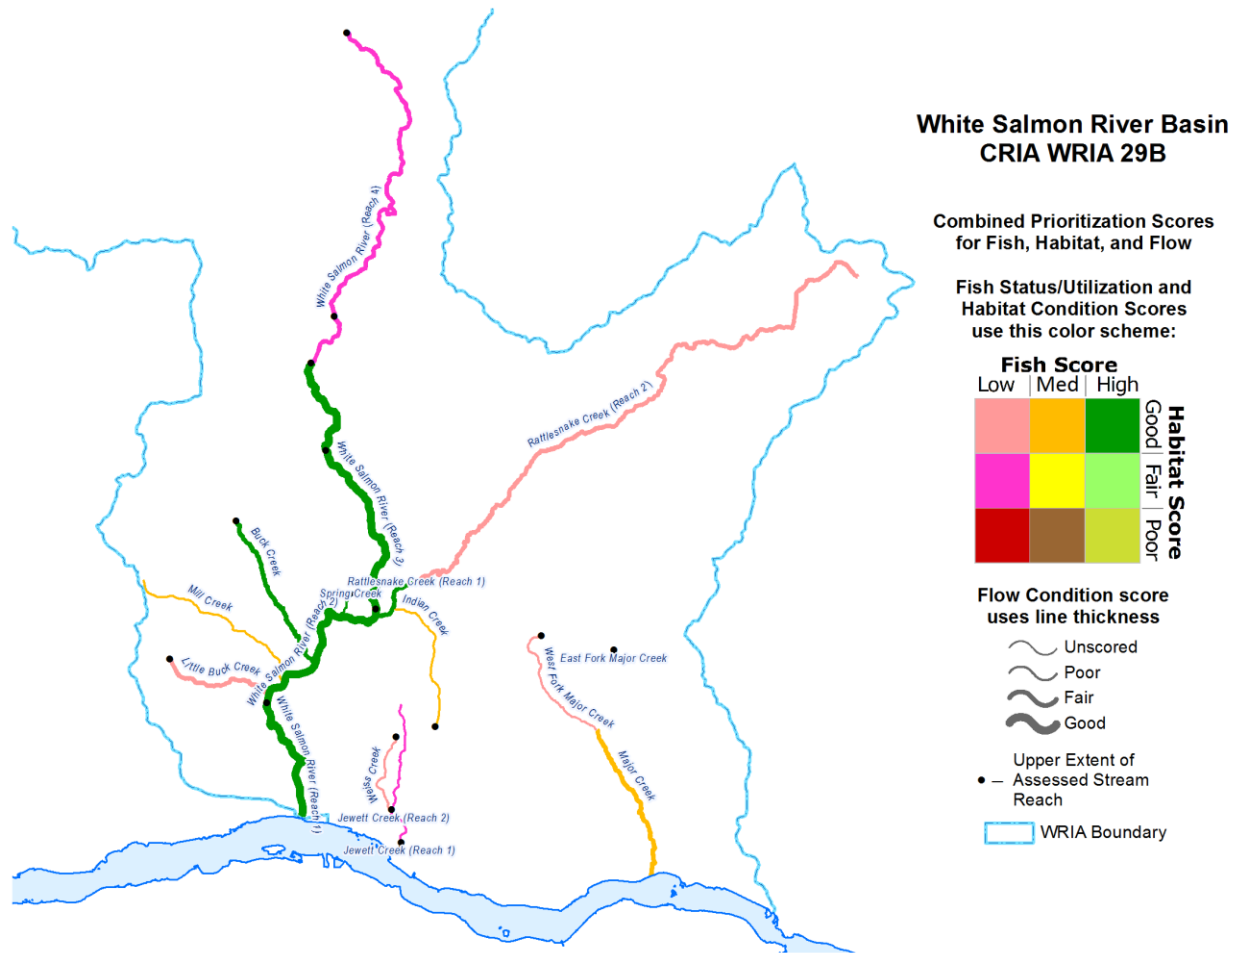 White Salmon River Basin
CRIA WRIA 29B
Combined Prioritization Scores
for Fish, Habitat, and Flow
Fish Status/Utilization and
Habitat Condition Scores
use this color scheme:
Fish Score
Low | Med | High
Good | Fair | Poor
Habitat Score
Flow Condition score
uses line thickness
Unscored
Poor
Fair
Good
Upper Extent of
Assessed Stream
Reach
WRIA Boundary
White Salmon River (Reach 4)
Rattlesnake Creek (Reach 2)
White Salmon River (Reach 3)
Buck Creek
Rattlesnake Creek (Reach 1)
Spring Creek
Indian Creek
Mill Creek
White Salmon River (Reach 2)
Little Buck Creek
East Fork Major Creek
West Fork Major Creek
White Salmon River (Reach 1)
Weiss Creek
Major Creek
Jewett Creek (Reach 2)
Jewett Creek (Reach 1)